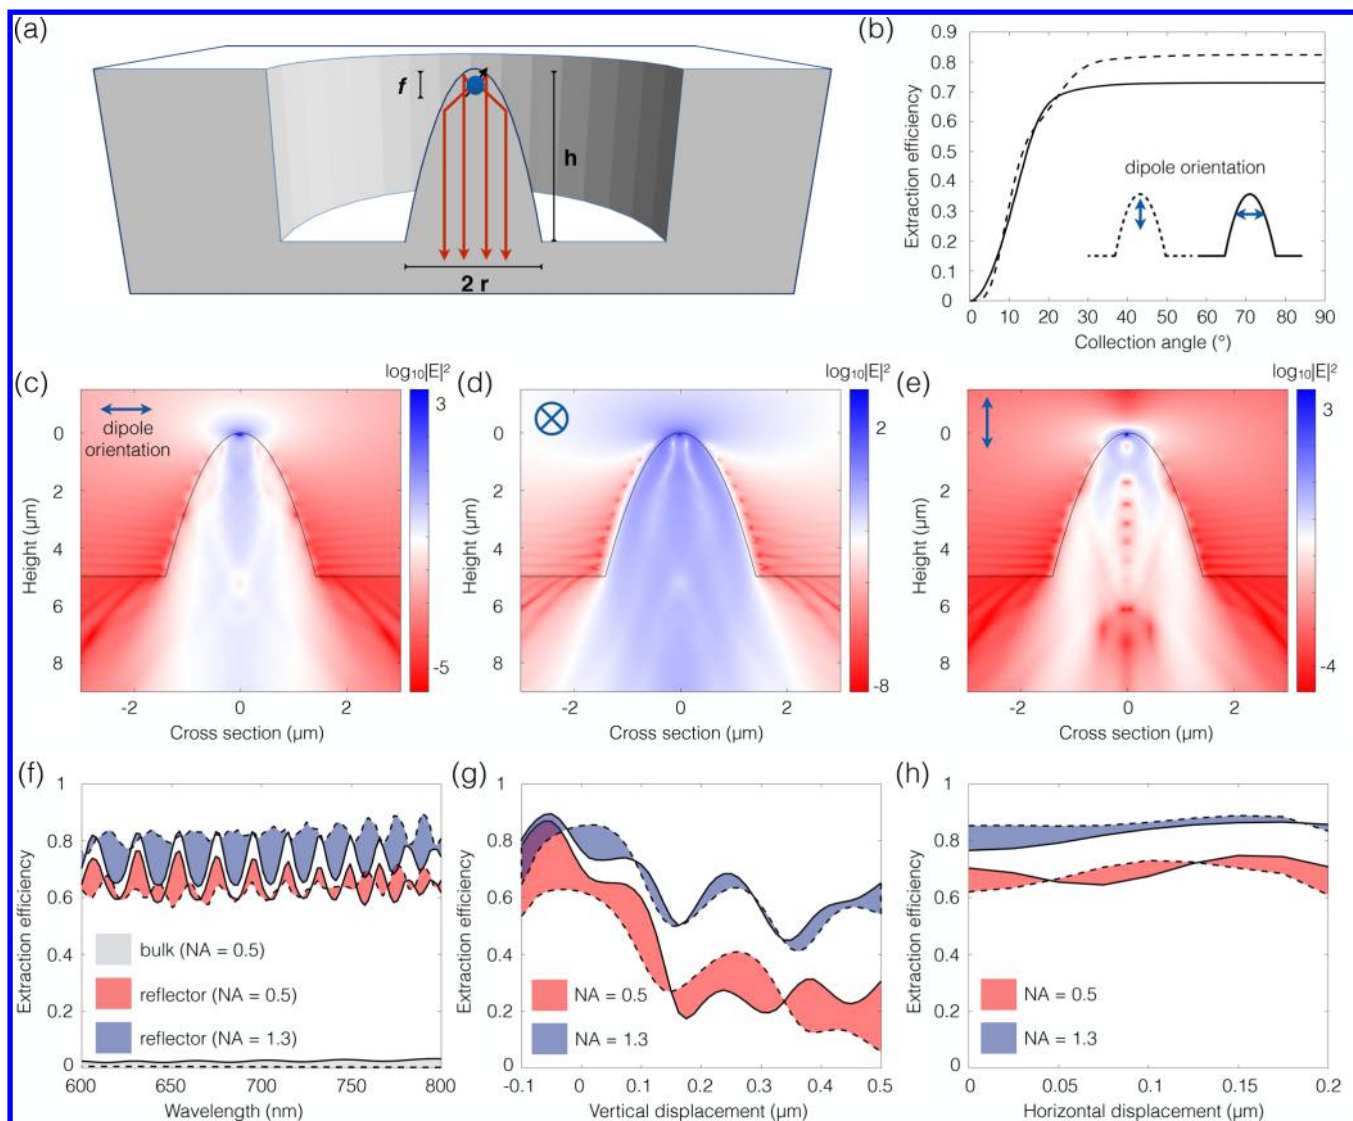 (a)
f
h
2 r
(b)
Extraction efficiency
0.9
0.8
0.7
0.6
0.5
0.4
0.3
0.2
0.1
0
dipole orientation
0 10 20 30 40 50 60 70 80 90
Collection angle (°)
(c)
log₁₀|E|²
3
-5
dipole
orientation
Height (µm)
0
2
4
6
8
-2 0 2
Cross section (µm)
(d)
log₁₀|E|²
2
-8
Height (µm)
0
2
4
6
8
-2 0 2
Cross section (µm)
(e)
log₁₀|E|²
3
-4
Height (µm)
0
2
4
6
8
-2 0 2
Cross section (µm)
(f)
Extraction efficiency
1
0.8
0.6
0.4
0.2
0
bulk (NA = 0.5)
reflector (NA = 0.5)
reflector (NA = 1.3)
600 650 700 750 800
Wavelength (nm)
(g)
Extraction efficiency
1
0.8
0.6
0.4
0.2
0
NA = 0.5
NA = 1.3
-0.1 0 0.1 0.2 0.3 0.4 0.5
Vertical displacement (µm)
(h)
Extraction efficiency
1
0.8
0.6
0.4
0.2
0
NA = 0.5
NA = 1.3
0 0.05 0.1 0.15 0.2
Horizontal displacement (µm)